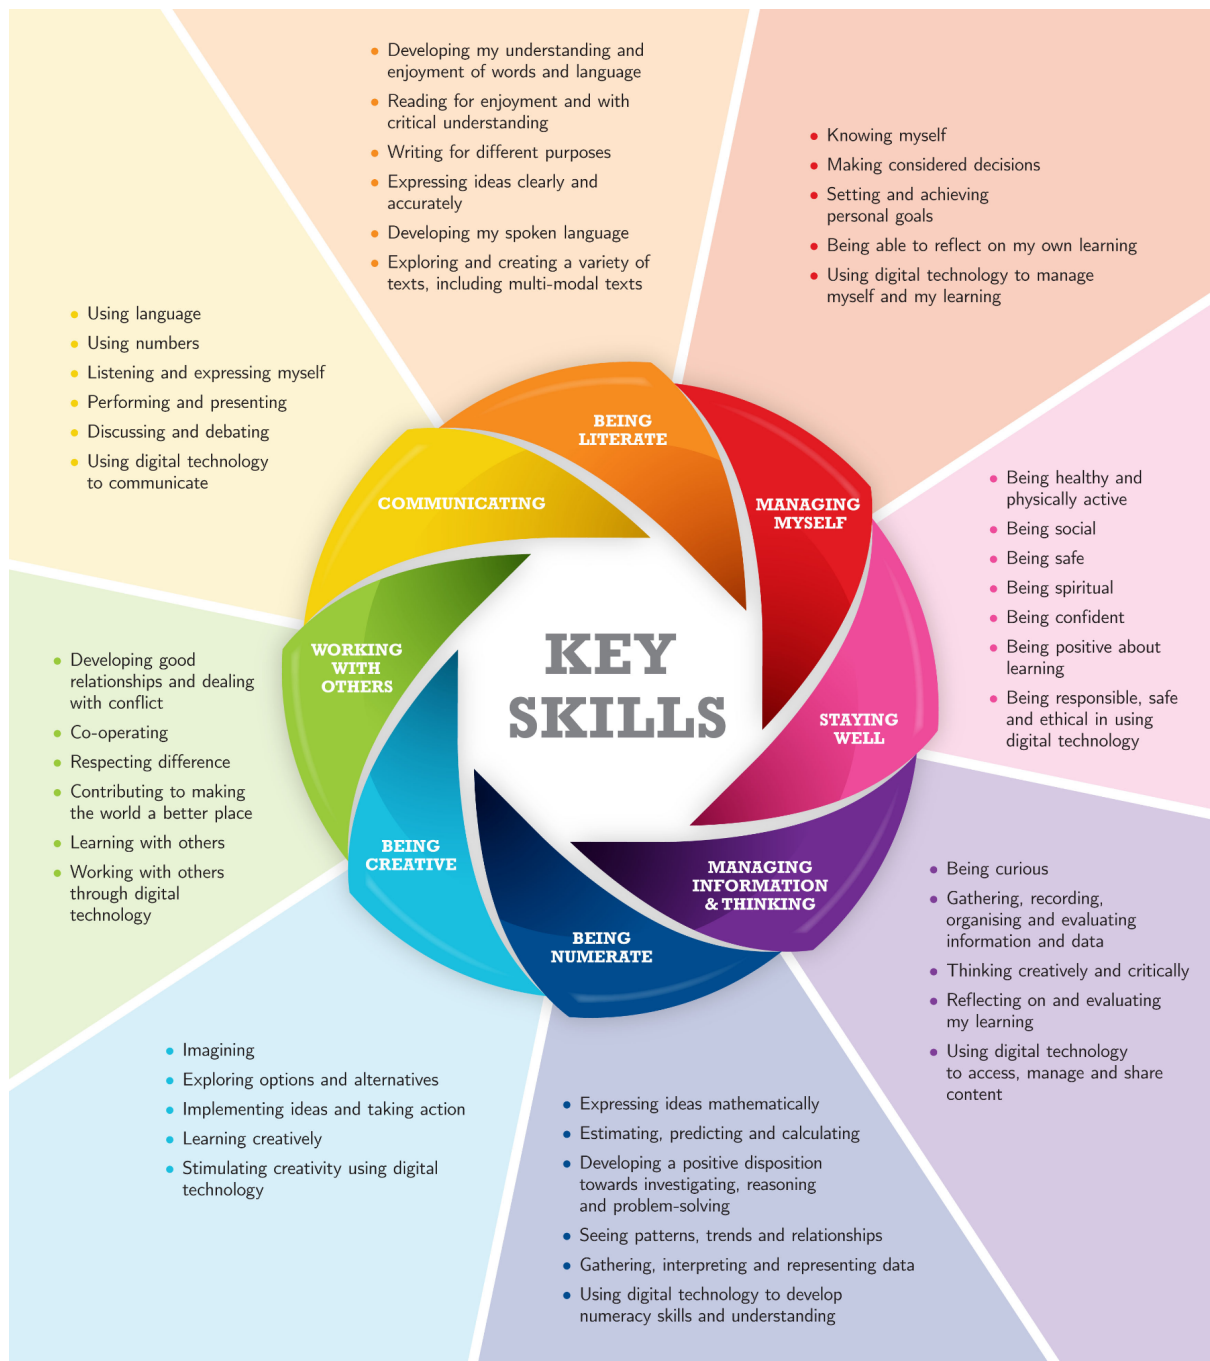 KEY
SKILLS
BEING
LITERATE
• Developing my understanding and
enjoyment of words and language
• Reading for enjoyment and with
critical understanding
• Writing for different purposes
• Expressing ideas clearly and
accurately
• Developing my spoken language
• Exploring and creating a variety of
texts, including multi-modal texts
MANAGING
MYSELF
• Knowing myself
• Making considered decisions
• Setting and achieving
personal goals
• Being able to reflect on my own learning
• Using digital technology to manage
myself and my learning
STAYING
WELL
• Being healthy and
physically active
• Being social
• Being safe
• Being spiritual
• Being confident
• Being positive about
learning
• Being responsible, safe
and ethical in using
digital technology
MANAGING
INFORMATION
& THINKING
• Being curious
• Gathering, recording,
organising and evaluating
information and data
• Thinking creatively and critically
• Reflecting on and evaluating
my learning
• Using digital technology
to access, manage and share
content
BEING
NUMERATE
• Expressing ideas mathematically
• Estimating, predicting and calculating
• Developing a positive disposition
towards investigating, reasoning
and problem-solving
• Seeing patterns, trends and relationships
• Gathering, interpreting and representing data
• Using digital technology to develop
numeracy skills and understanding
BEING
CREATIVE
• Imagining
• Exploring options and alternatives
• Implementing ideas and taking action
• Learning creatively
• Stimulating creativity using digital
technology
WORKING
WITH
OTHERS
• Developing good
relationships and dealing
with conflict
• Co-operating
• Respecting difference
• Contributing to making
the world a better place
• Learning with others
• Working with others
through digital
technology
COMMUNICATING
• Using language
• Using numbers
• Listening and expressing myself
• Performing and presenting
• Discussing and debating
• Using digital technology
to communicate